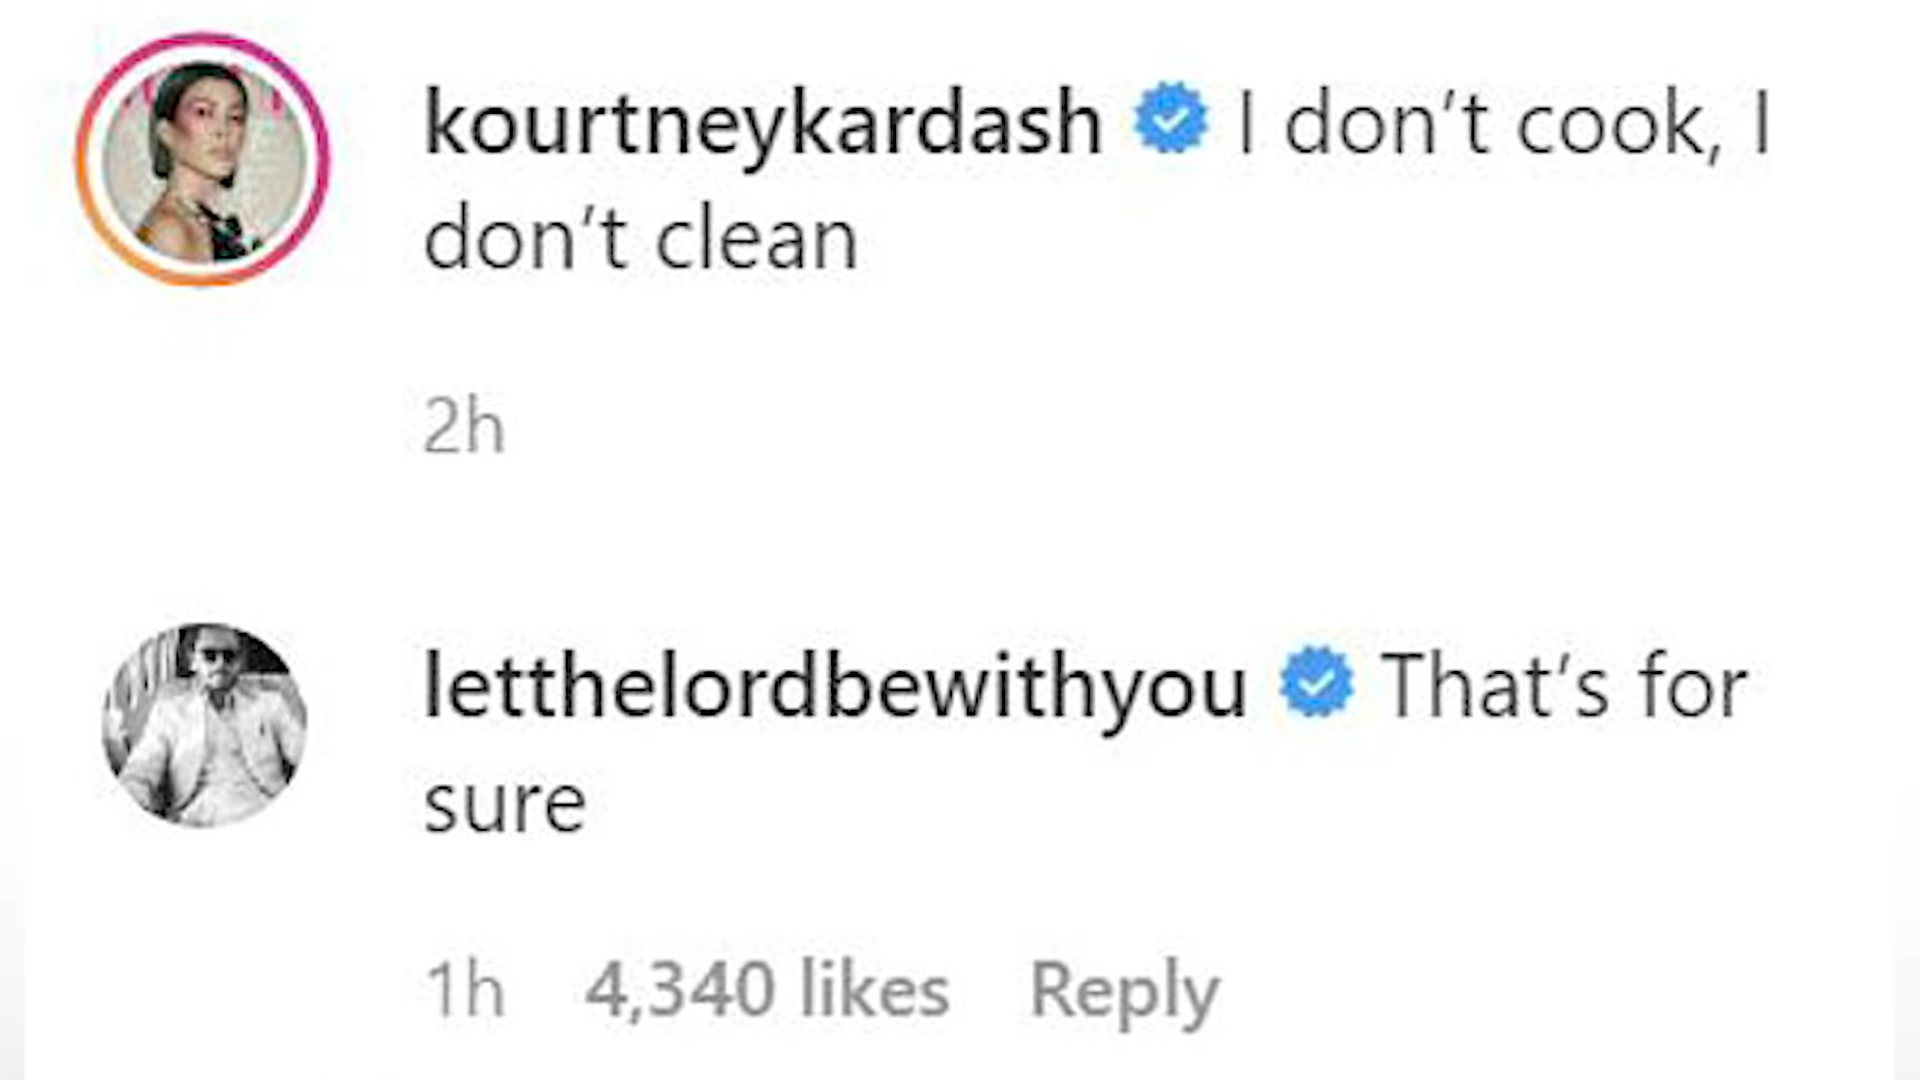 kourtneykardash I don’t cook, I
don’t clean
2h
letthelordbewithyou That’s for
sure
1h 4,340 likes Reply